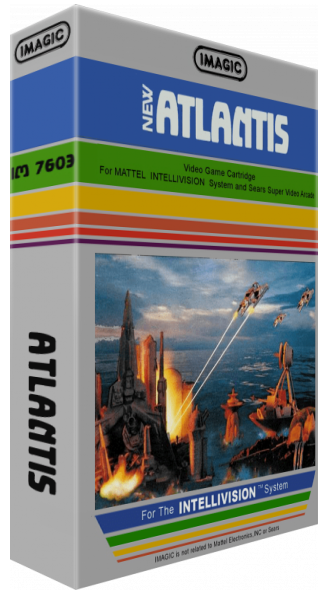 IMAGIC
IM 7603
ATLANTIS
IMAGIC
NEW
ATLANTIS
Video Game Cartridge
For MATTEL INTELLIVISION System and Sears Super Video Arcade
For The INTELLIVISION™ System
IMAGIC is not related to Mattel Electronics, INC or Sears